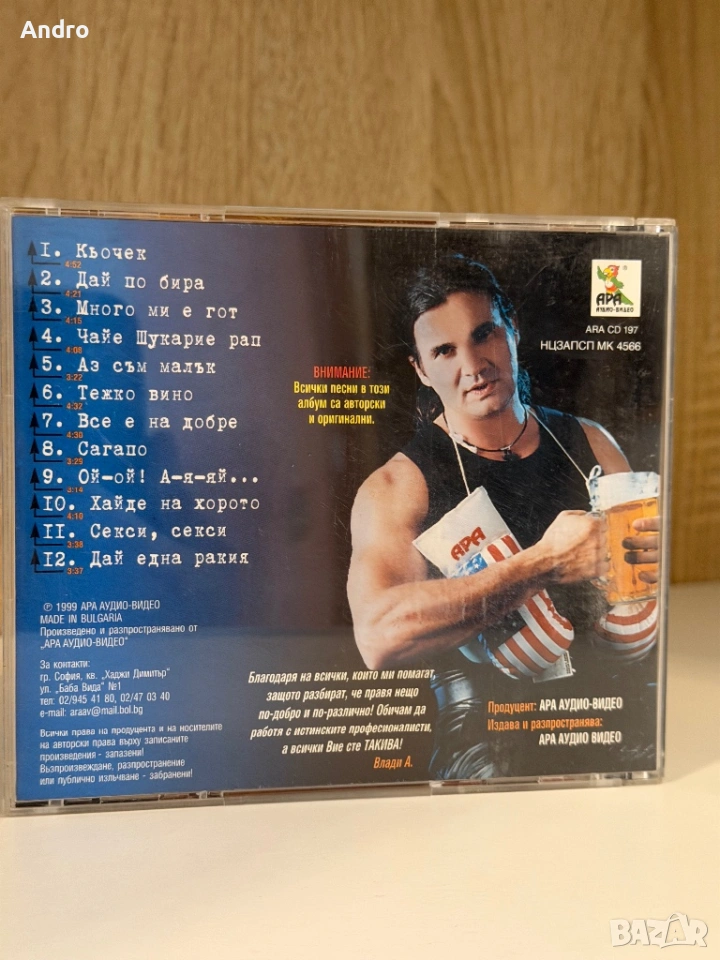 Andro
1. Кьочек
4:52
2. Дай по бира
4:21
3. Много ми е гот
4:15
4. Чайе Шукарие рап
4:08
5. Аз съм малък
3:22
6. Тежко вино
4:32
7. Все е на добре
4:30
8. Сагапо
3:25
9. Ой-ой! А-я-яй...
3:14
10. Хайде на хорото
4:10
11. Секси, секси
3:38
12. Дай една ракия
3:37
ВНИМАНИЕ:
Всички песни в този
албум са авторски
и оригинални.
АРА
АУДИО-ВИДЕО
ARA CD 197
НЦЗАПСП МК 4566
АРА
℗ 1999 АРА АУДИО-ВИДЕО
MADE IN BULGARIA
Произведено и разпространявано от
"АРА АУДИО-ВИДЕО"
За контакти:
гр. София, кв. „Хаджи Димитър"
ул. „Баба Вида" №1
тел: 02/945 41 80, 02/47 03 40
e-mail: araav@mail.bol.bg
Всички права на продуцента и на носителите
на авторски права върху записаните
произведения - запазени!
Възпроизвеждане, разпространение
или публично излъчване - забранени!
Благодаря на всички, които ми помагат,
защото разбират, че правя нещо
по-добро и по-различно! Обичам да
работя с истинските професионалисти,
а всички Вие сте ТАКИВА!
Влади А.
Продуцент: АРА АУДИО-ВИДЕО
Издава и разпространява:
АРА АУДИО ВИДЕО
BAZAR